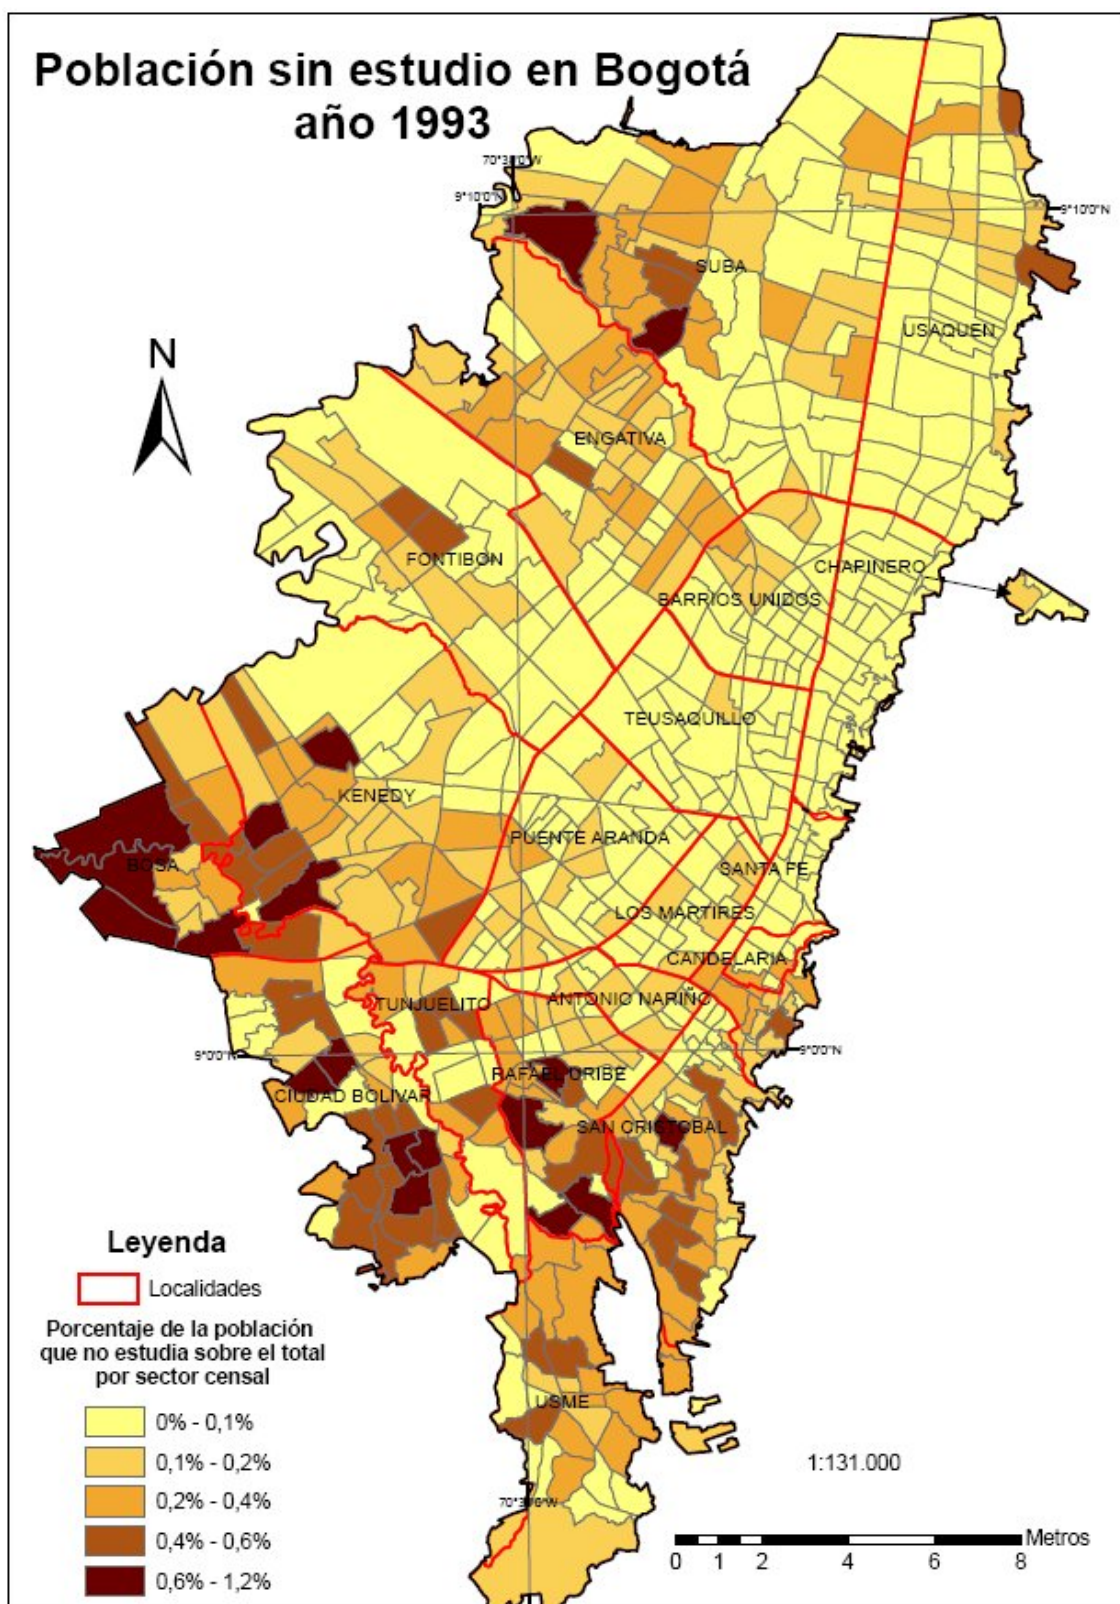 Población sin estudio en Bogotá
año 1993
9°10'0"N
9°10'0"N
SUBA
USAQUEN
N
ENGATIVA
FONTIBON
CHAPINERO
BARRIOS UNIDOS
TEUSAQUILLO
KENEDY
PUENTE ARANDA
BOSA
SANTA FE
LOS MARTIRES
CANDELARIA
TUNJUELITO
ANTONIO NARIÑO
9°0'0"N
9°0'0"N
RAFAEL URIBE
CIUDAD BOLIVAR
SAN CRISTOBAL
Leyenda
Localidades
Porcentaje de la población
que no estudia sobre el total
por sector censal
0% - 0,1%
0,1% - 0,2%
0,2% - 0,4%
0,4% - 0,6%
0,6% - 1,2%
USME
1:131.000
Metros
0 1 2 4 6 8